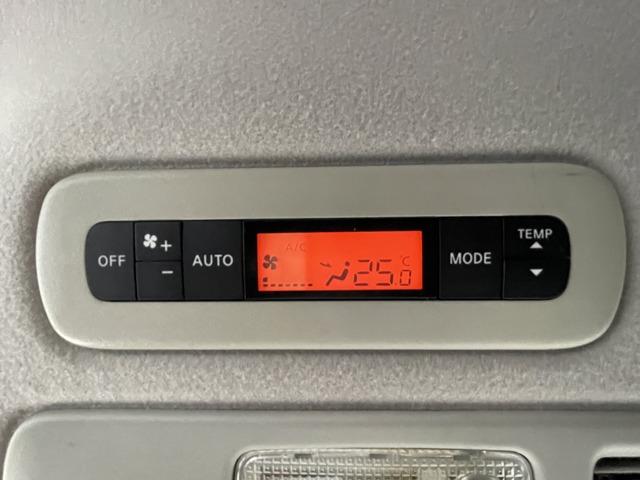 OFF
+
-
AUTO
A/C
25.0 °C
MODE
TEMP